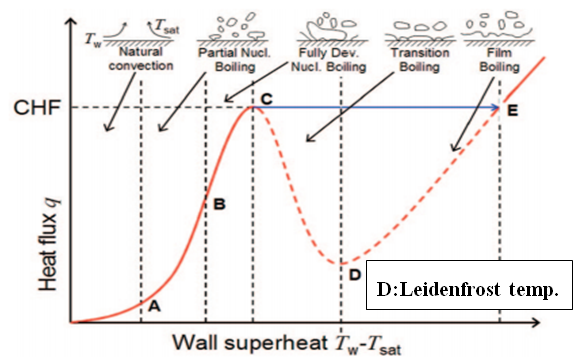 Tw Tsat
Natural
convection
Partial Nucl.
Boiling
Fully Dev.
Nucl. Boiling
Transition
Boiling
Film
Boiling
CHF
C
E
B
D
A
Heat flux q
D:Leidenfrost temp.
Wall superheat Tw-Tsat